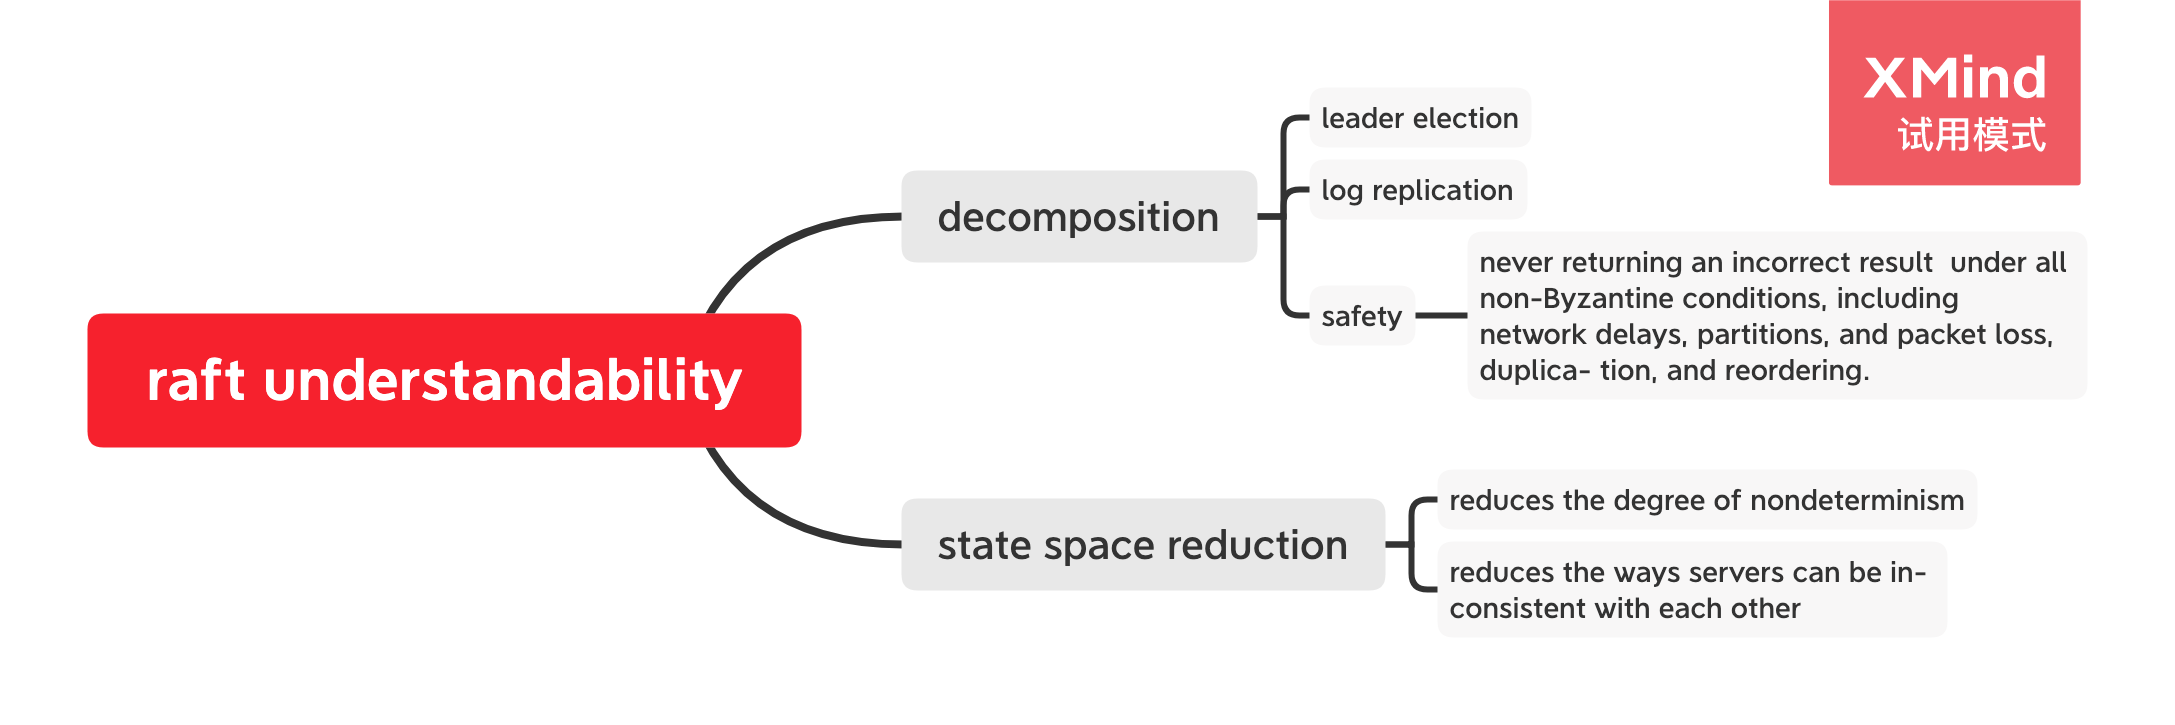 XMind
试用模式
raft understandability
decomposition
leader election
log replication
safety
never returning an incorrect result  under all
non-Byzantine conditions, including
network delays, partitions, and packet loss,
duplica- tion, and reordering.
state space reduction
reduces the degree of nondeterminism
reduces the ways servers can be in-
consistent with each other